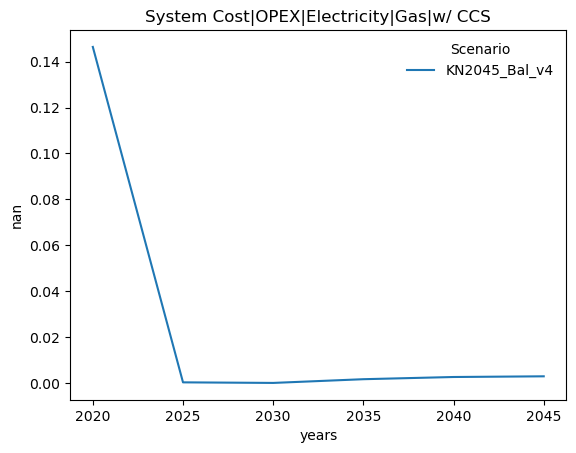 System Cost|OPEX|Electricity|Gas|w/ CCS
Scenario
KN2045_Bal_v4
0.14
0.12
0.10
0.08
0.06
0.04
0.02
0.00
nan
2020 2025 2030 2035 2040 2045
years